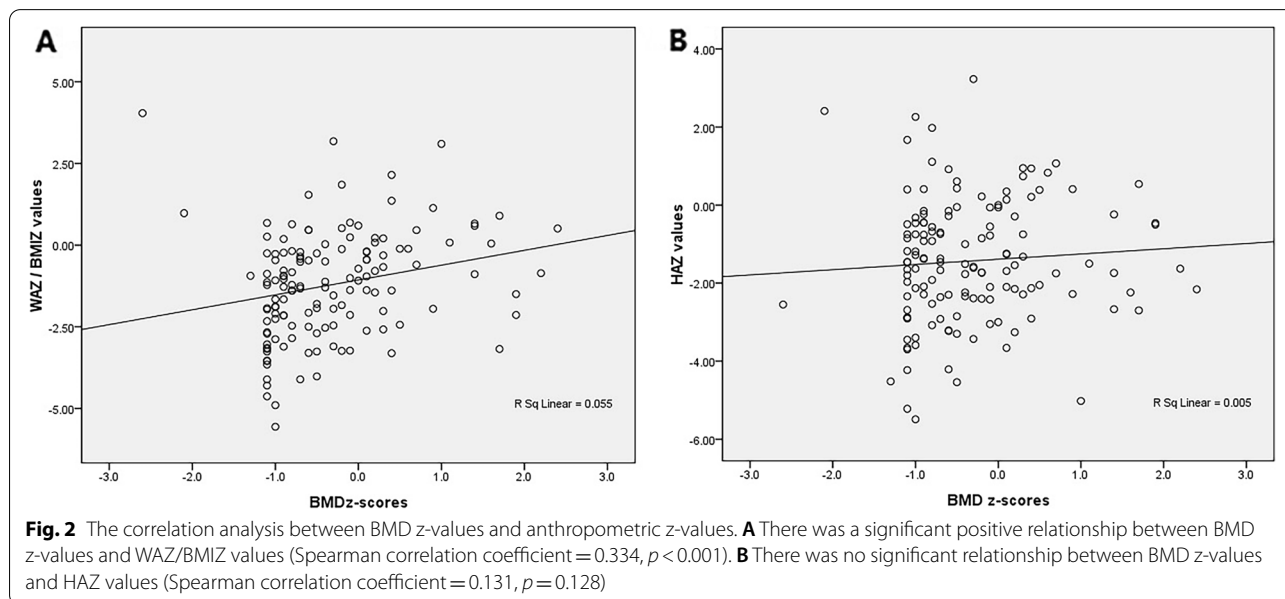 A
WAZ / BMIZ values
5.00
2.50
0.00
-2.50
-5.00
R Sq Linear = 0.055
-3.0 -2.0 -1.0 0.0 1.0 2.0 3.0
BMDz-scores
B
HAZ values
4.00
2.00
0.00
-2.00
-4.00
-6.00
R Sq Linear = 0.005
-3.0 -2.0 -1.0 0.0 1.0 2.0 3.0
BMD z-scores
Fig. 2 The correlation analysis between BMD z-values and anthropometric z-values. A There was a significant positive relationship between BMD
z-values and WAZ/BMIZ values (Spearman correlation coefficient = 0.334, p < 0.001). B There was no significant relationship between BMD z-values
and HAZ values (Spearman correlation coefficient = 0.131, p = 0.128)